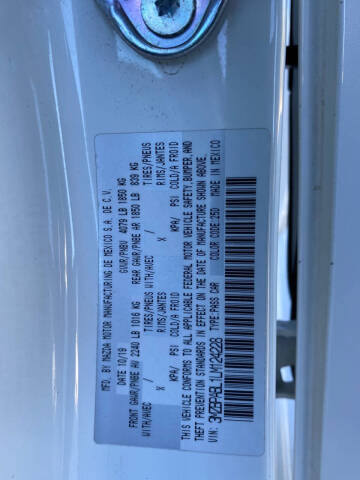 MFD. BY MAZDA MOTOR MANUFACTURING DE MEXICO S.A. DE C.V.
DATE 10/19 GVWR/PNBV 4079 LB 1850 KG
FRONT GAWR/PNBE AV 2240 LB 1016 KG REAR GAWR/PNBE AR 1850 LB 839 KG
WITH/AVEC TIRES/PNEUS WITH/AVEC TIRES/PNEUS
/ X RIMS/JANTES / X RIMS/JANTES
KPA/ PSI COLD/A FROID KPA/ PSI COLD/A FROID
THIS VEHICLE CONFORMS TO ALL APPLICABLE FEDERAL MOTOR VEHICLE SAFETY, BUMPER, AND
THEFT PREVENTION STANDARDS IN EFFECT ON THE DATE OF MANUFACTURE SHOWN ABOVE.
COLOR CODE:25D MADE IN MEXICO
VIN: 3MZBPABL1LM124228 TYPE:PASS.CAR